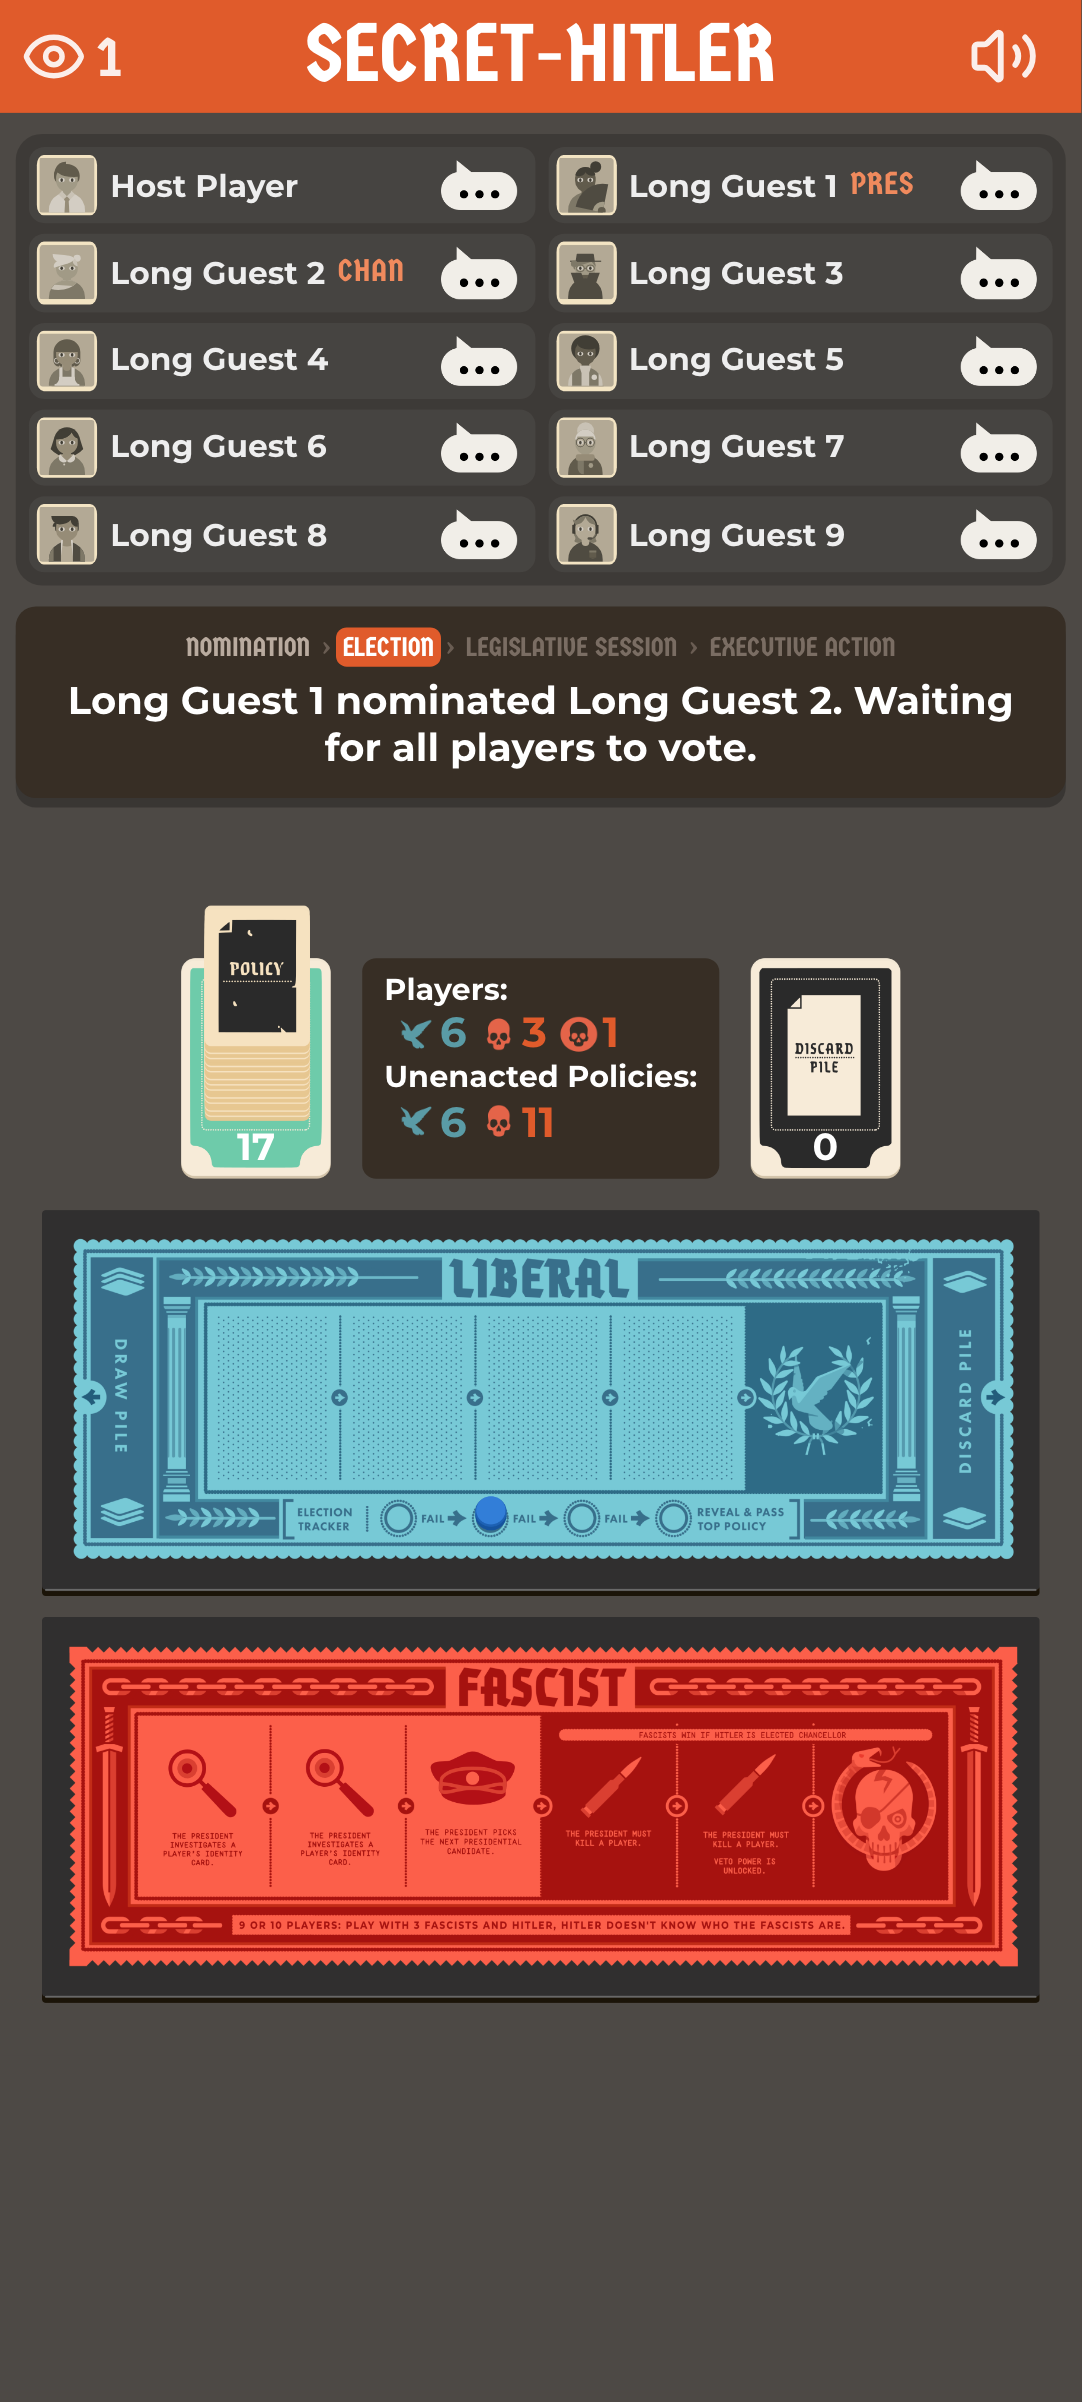 1
SECRET-HITLER
Host Player
Long Guest 1 PRES
Long Guest 2 CHAN
Long Guest 3
Long Guest 4
Long Guest 5
Long Guest 6
Long Guest 7
Long Guest 8
Long Guest 9
NOMINATION › ELECTION › LEGISLATIVE SESSION › EXECUTIVE ACTION
Long Guest 1 nominated Long Guest 2. Waiting
for all players to vote.
POLICY
17
Players:
6 3 1
Unenacted Policies:
6 11
DISCARD
PILE
0
LIBERAL
DRAW PILE
DISCARD PILE
ELECTION
TRACKER
FAIL
FAIL
FAIL
REVEAL & PASS
TOP POLICY
FASCIST
FASCISTS WIN IF HITLER IS ELECTED CHANCELLOR
THE PRESIDENT
INVESTIGATES A
PLAYER'S IDENTITY
CARD.
THE PRESIDENT
INVESTIGATES A
PLAYER'S IDENTITY
CARD.
THE PRESIDENT PICKS
THE NEXT PRESIDENTIAL
CANDIDATE.
THE PRESIDENT MUST
KILL A PLAYER.
THE PRESIDENT MUST
KILL A PLAYER.
VETO POWER IS
UNLOCKED.
9 OR 10 PLAYERS: PLAY WITH 3 FASCISTS AND HITLER, HITLER DOESN'T KNOW WHO THE FASCISTS ARE.